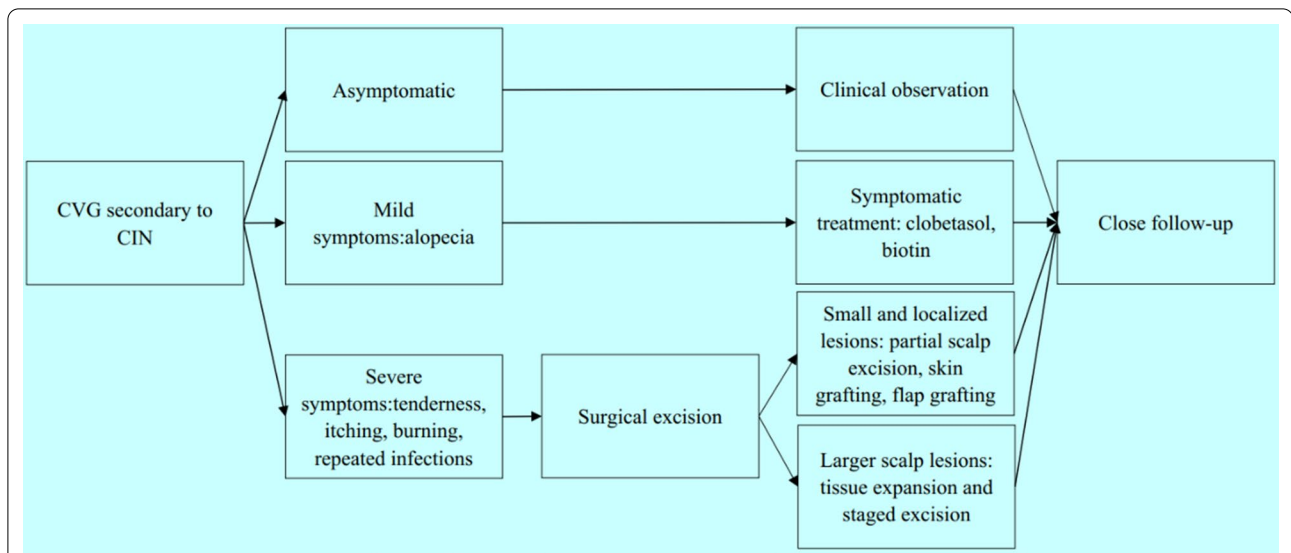 Asymptomatic
Clinical observation
CVG secondary to
CIN
Mild
symptoms:alopecia
Symptomatic
treatment: clobetasol,
biotin
Close follow-up
Severe
symptoms:tenderness,
itching, burning,
repeated infections
Surgical excision
Small and localized
lesions: partial scalp
excision, skin
grafting, flap grafting
Larger scalp lesions:
tissue expansion and
staged excision